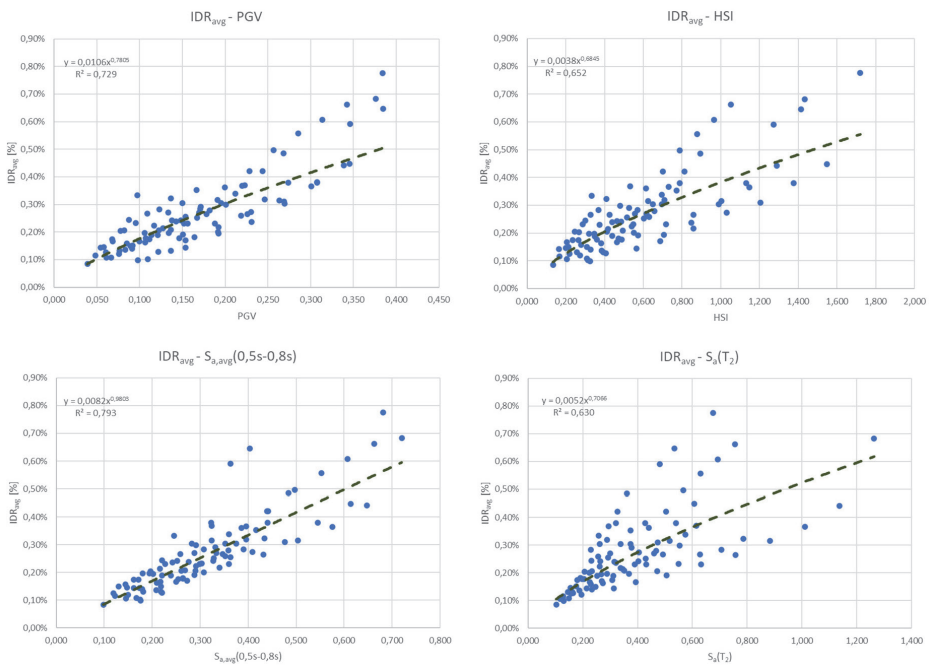 IDRavg - PGV
0,90%
0,80%
0,70%
0,60%
0,50%
0,40%
0,30%
0,20%
0,10%
0,00%
IDRavg [%]
y = 0,0106x^0,7805
R² = 0,729
0,000 0,050 0,100 0,150 0,200 0,250 0,300 0,350 0,400 0,450
PGV
IDRavg - HSI
0,90%
0,80%
0,70%
0,60%
0,50%
0,40%
0,30%
0,20%
0,10%
0,00%
IDRavg [%]
y = 0,0038x^0,6845
R² = 0,652
0,000 0,200 0,400 0,600 0,800 1,000 1,200 1,400 1,600 1,800 2,000
HSI
IDRavg - Sa,avg(0,5s-0,8s)
0,90%
0,80%
0,70%
0,60%
0,50%
0,40%
0,30%
0,20%
0,10%
0,00%
IDRavg [%]
y = 0,0082x^0,9805
R² = 0,793
0,000 0,100 0,200 0,300 0,400 0,500 0,600 0,700 0,800
Sa,avg(0,5s-0,8s)
IDRavg - Sa(T2)
0,90%
0,80%
0,70%
0,60%
0,50%
0,40%
0,30%
0,20%
0,10%
0,00%
IDRavg [%]
y = 0,0052x^0,7066
R² = 0,630
0,000 0,200 0,400 0,600 0,800 1,000 1,200 1,400
Sa(T2)